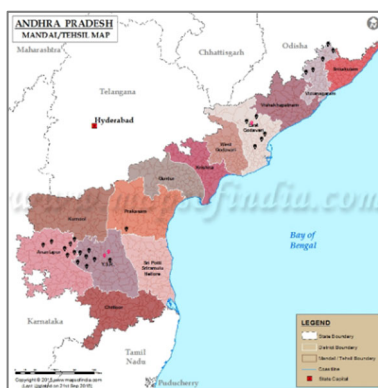 ANDHRA PRADESH
MANDAL/TEHSIL MAP
Maharashtra
Odisha
Chhattisgarh
Telangana
Srikakulam
Vizianagaram
Vishakhapatnam
East
Godavari
Hyderabad
West
Godavari
Krishna
Guntur
www.mapsofindia.com
Kurnool
Prakasam
Bay of
Bengal
Anantapur
Y.S.R.
Sri Potti
Sriramulu
Nellore
Chittoor
Karnataka
Tamil
Nadu
Puducherry
LEGEND
State Boundary
District Boundary
Mandal / Tehsil Boundary
Coastline
State Capital